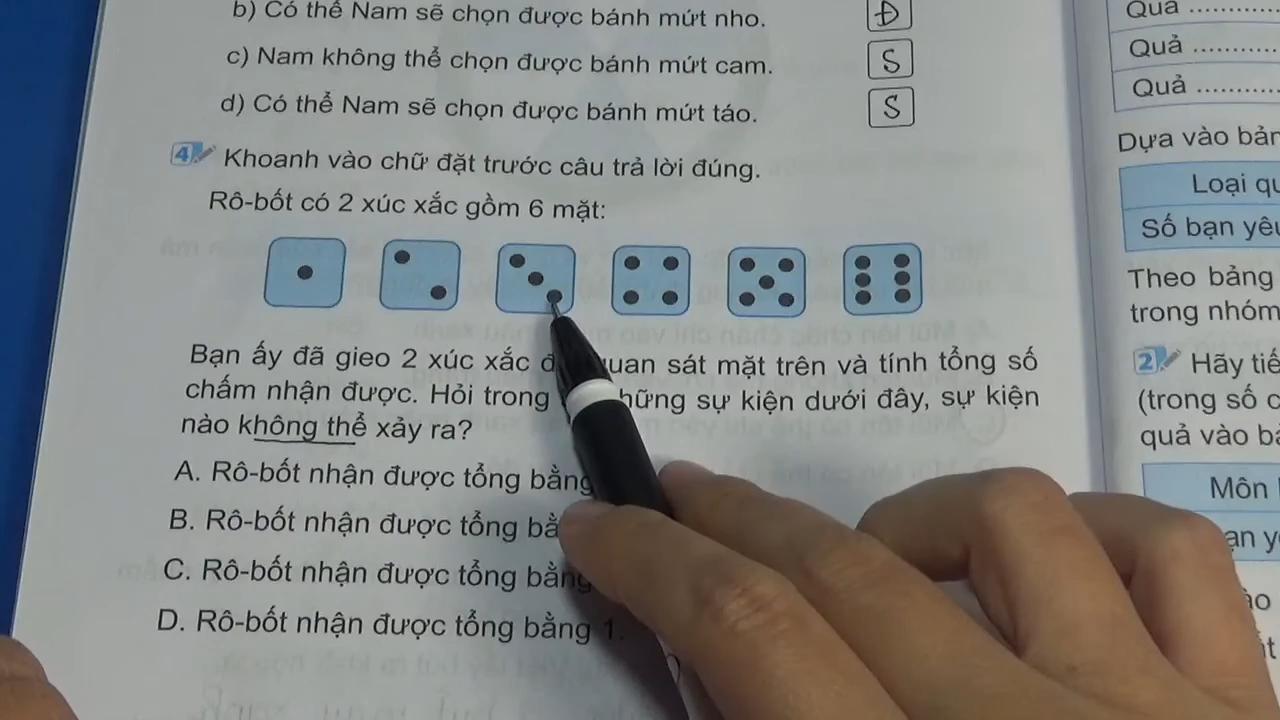 b) Có thể Nam sẽ chọn được bánh mứt nho. Đ
c) Nam không thể chọn được bánh mứt cam. S
d) Có thể Nam sẽ chọn được bánh mứt táo. S
4 Khoanh vào chữ đặt trước câu trả lời đúng.
Rô-bốt có 2 xúc xắc gồm 6 mặt:
Bạn ấy đã gieo 2 xúc xắc quan sát mặt trên và tính tổng số
chấm nhận được. Hỏi trong những sự kiện dưới đây, sự kiện
nào không thể xảy ra?
A. Rô-bốt nhận được tổng bằng
B. Rô-bốt nhận được tổng
C. Rô-bốt nhận được tổng bằng
D. Rô-bốt nhận được tổng bằng 1.
Quả ............
Quả ............
Quả ............
Dựa vào
Loại
Số bạn
Theo bảng
trong nhóm
2 Hãy
(trong số
quả vào
Môn